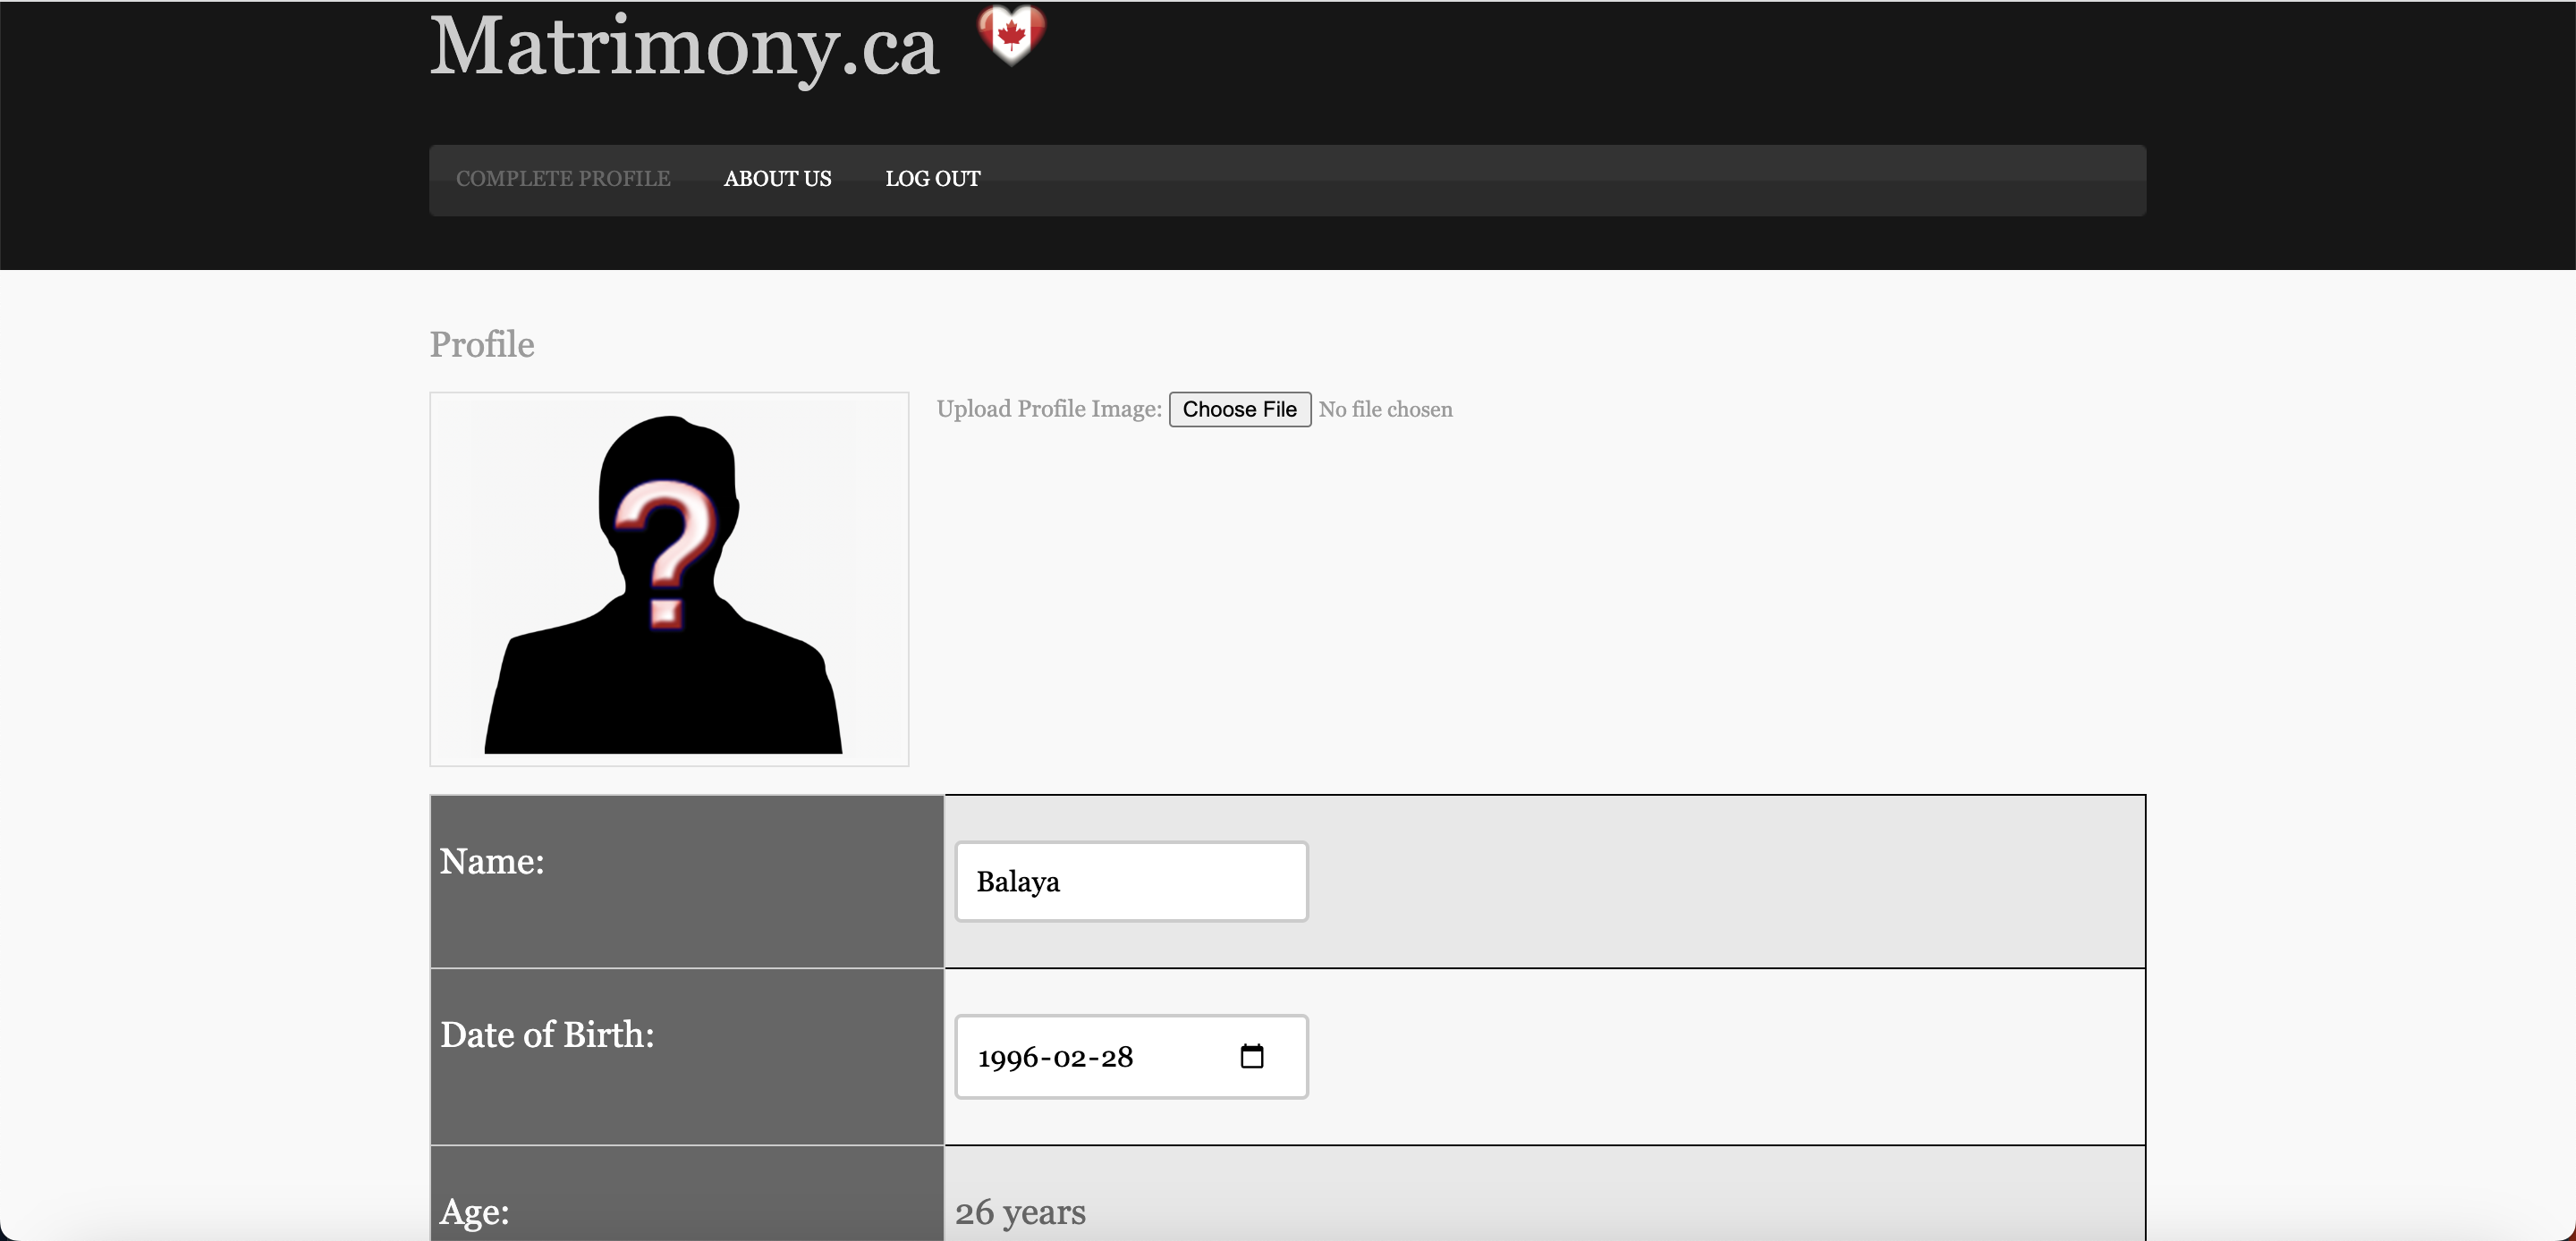 Matrimony.ca
COMPLETE PROFILE ABOUT US LOG OUT
Profile
Upload Profile Image: Choose File No file chosen
?
Name: Balaya
Date of Birth: 1996-02-28
Age: 26 years